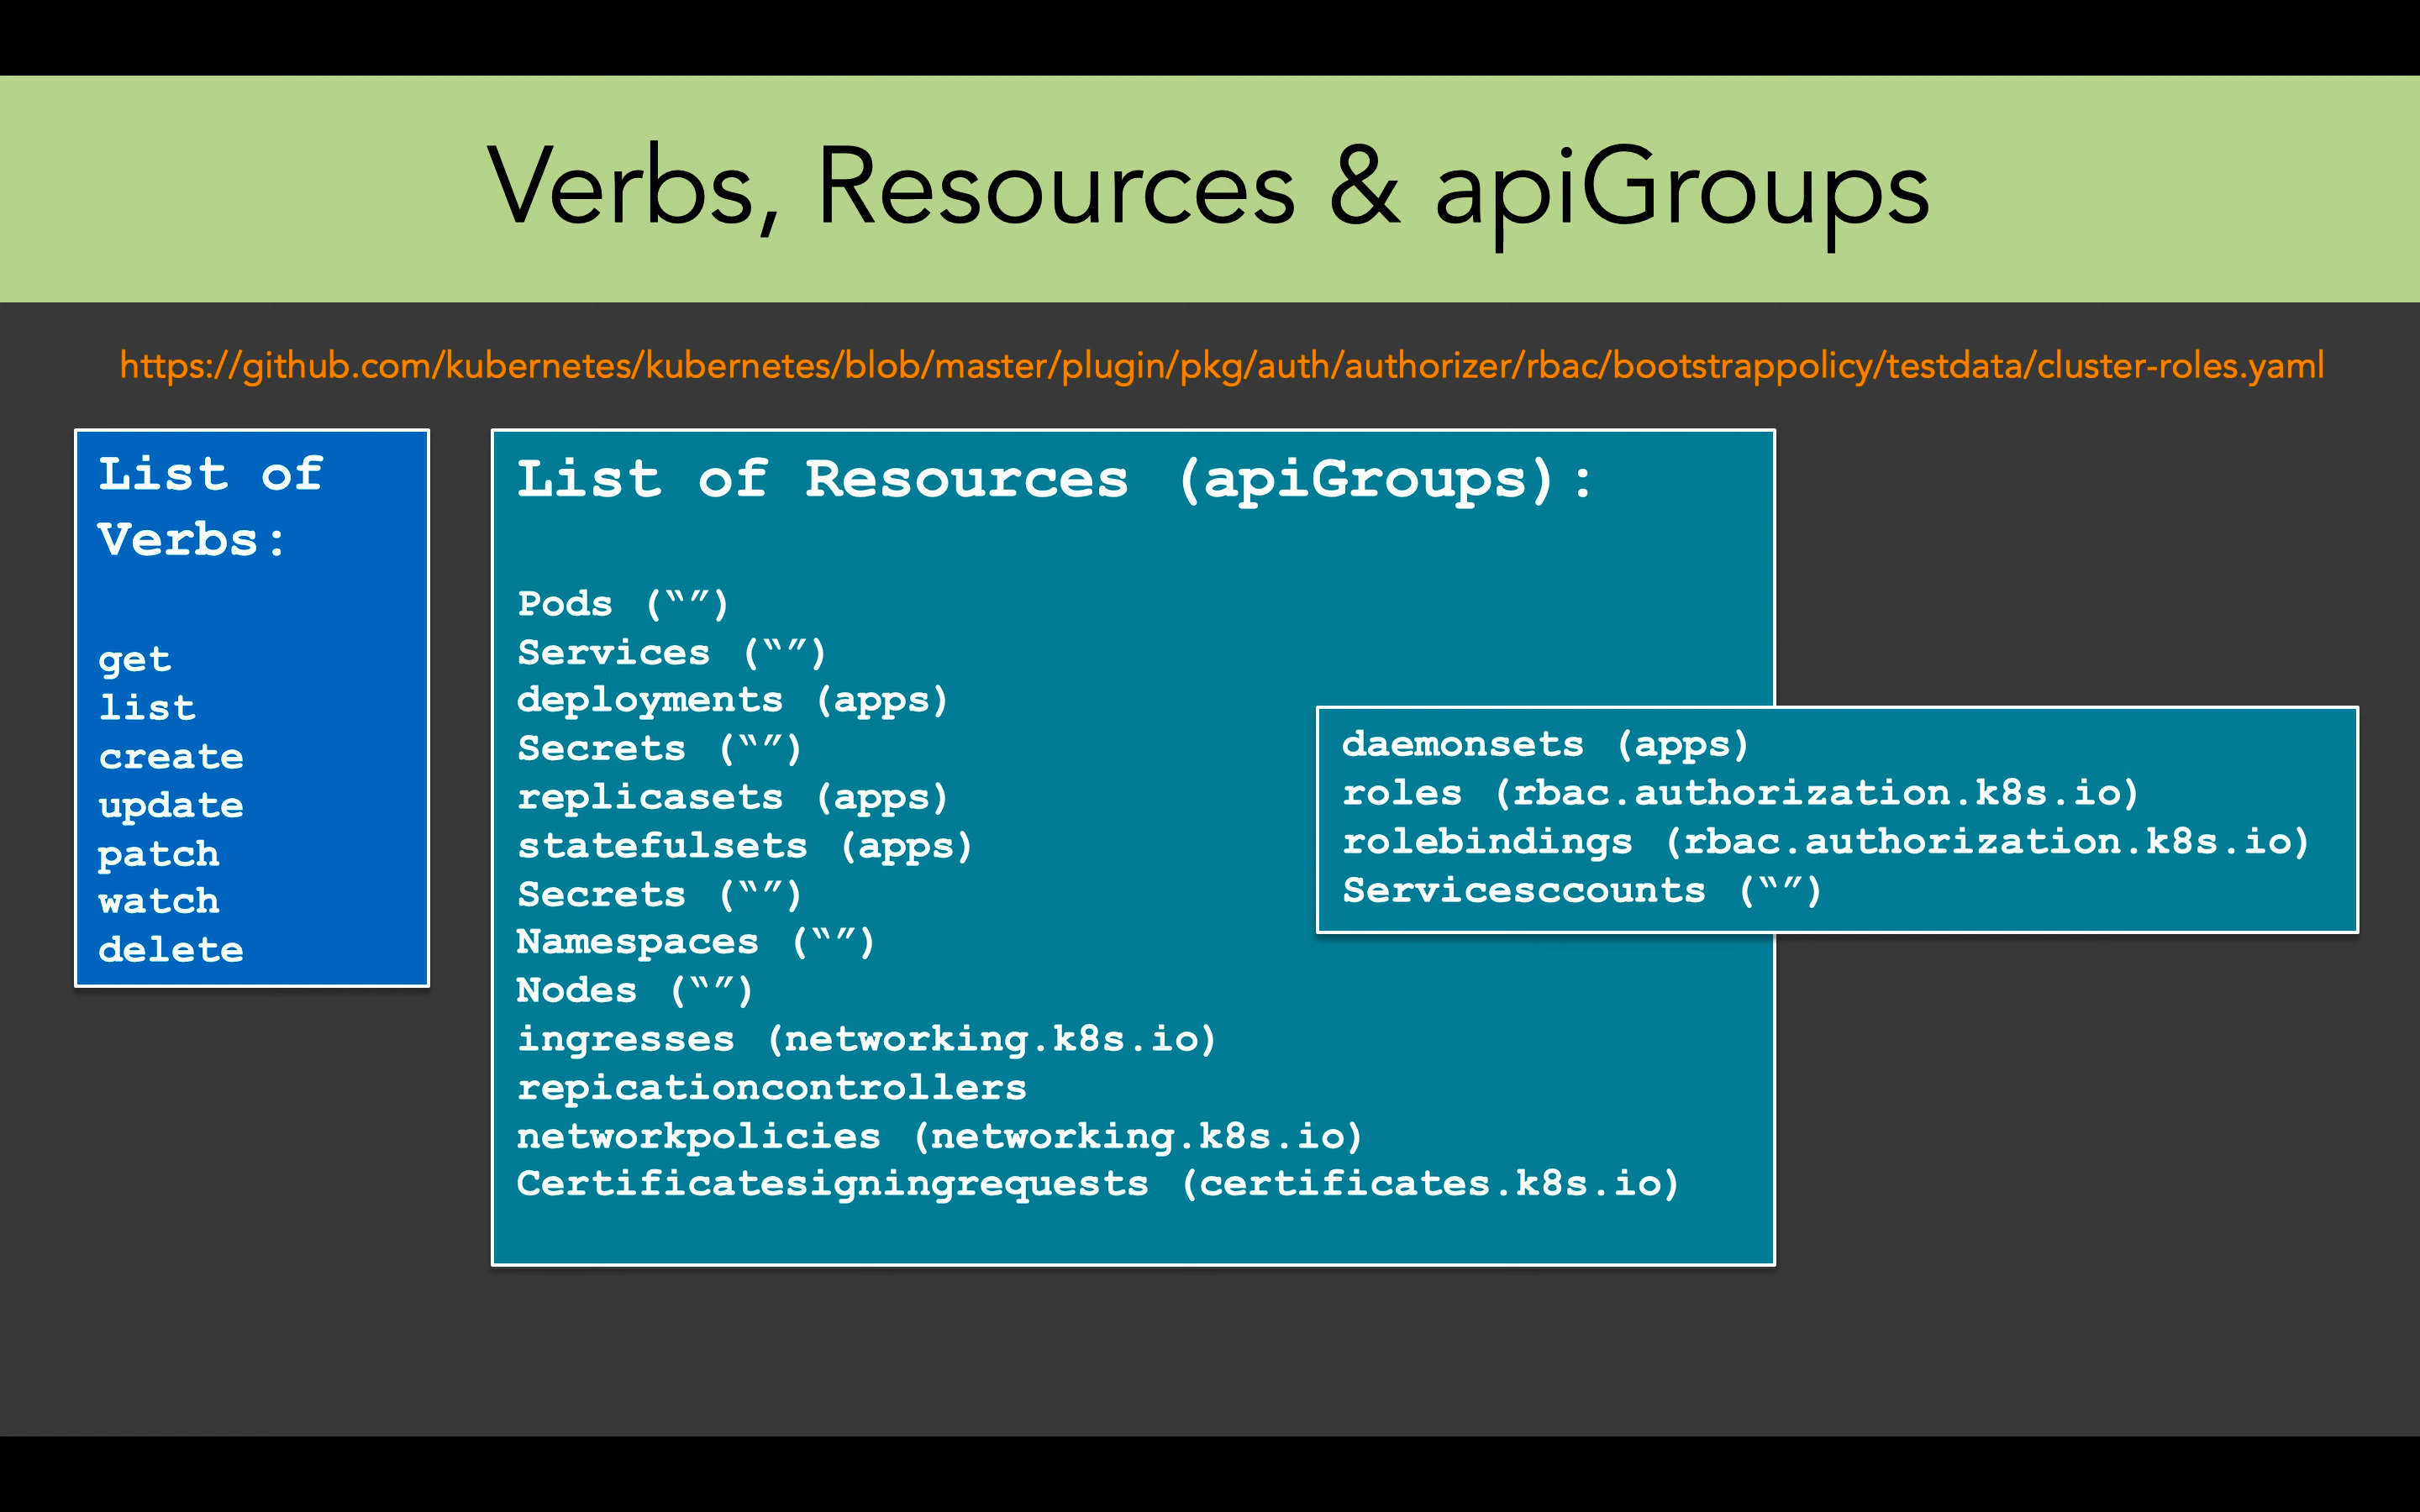 Verbs, Resources & apiGroups
https://github.com/kubernetes/kubernetes/blob/master/plugin/pkg/auth/authorizer/rbac/bootstrappolicy/testdata/cluster-roles.yaml
List of
Verbs:
get
list
create
update
patch
watch
delete
List of Resources (apiGroups):
Pods (“”)
Services (“”)
deployments (apps)
Secrets (“”)
replicasets (apps)
statefulsets (apps)
Secrets (“”)
Namespaces (“”)
Nodes (“”)
ingresses (networking.k8s.io)
repicationcontrollers
networkpolicies (networking.k8s.io)
Certificatesigningrequests (certificates.k8s.io)
daemonsets (apps)
roles (rbac.authorization.k8s.io)
rolebindings (rbac.authorization.k8s.io)
Servicesccounts (“”)